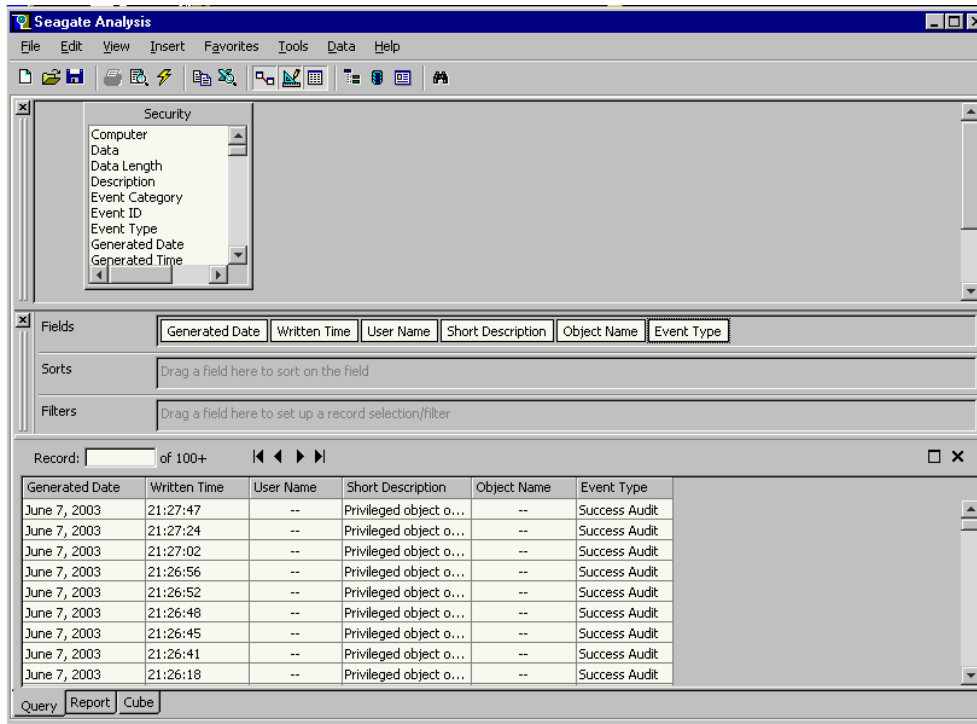 Seagate Analysis
File Edit View Insert Favorites Tools Data Help
Security
Computer
Data
Data Length
Description
Event Category
Event ID
Event Type
Generated Date
Generated Time
Fields Generated Date Written Time User Name Short Description Object Name Event Type
Sorts Drag a field here to sort on the field
Filters Drag a field here to set up a record selection/filter
Record: of 100+
Generated Date Written Time User Name Short Description Object Name Event Type
June 7, 2003 21:27:47 -- Privileged object o... -- Success Audit
June 7, 2003 21:27:24 -- Privileged object o... -- Success Audit
June 7, 2003 21:27:02 -- Privileged object o... -- Success Audit
June 7, 2003 21:26:56 -- Privileged object o... -- Success Audit
June 7, 2003 21:26:52 -- Privileged object o... -- Success Audit
June 7, 2003 21:26:48 -- Privileged object o... -- Success Audit
June 7, 2003 21:26:45 -- Privileged object o... -- Success Audit
June 7, 2003 21:26:41 -- Privileged object o... -- Success Audit
June 7, 2003 21:26:18 -- Privileged object o... -- Success Audit
Query Report Cube